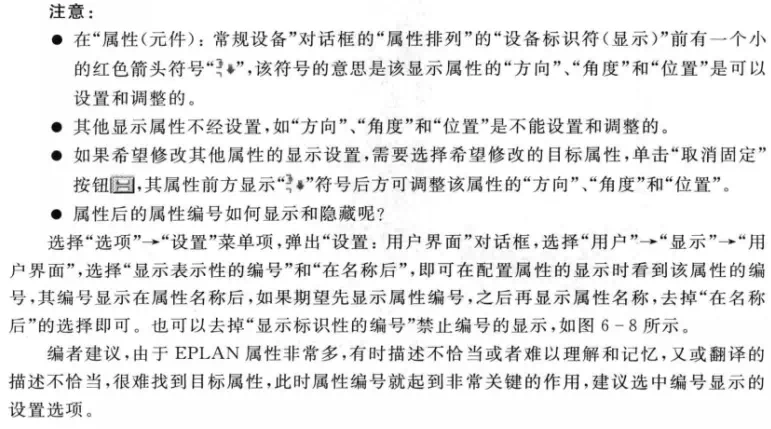 注意：
● 在“属性(元件)：常规设备”对话框的“属性排列”的“设备标识符(显示)”前有一个小
的红色箭头符号“”,该符号的意思是该显示属性的“方向”、“角度”和“位置”是可以
设置和调整的。
● 其他显示属性不经设置,如“方向”、“角度”和“位置”是不能设置和调整的。
● 如果希望修改其他属性的显示设置,需要选择希望修改的目标属性,单击“取消固定”
按钮,其属性前方显示“”符号后方可调整该属性的“方向”、“角度”和“位置”。
● 属性后的属性编号如何显示和隐藏呢?
选择“选项”→“设置”菜单项,弹出“设置：用户界面”对话框,选择“用户”→“显示”→“用
户界面”,选择“显示表示性的编号”和“在名称后”,即可在配置属性的显示时看到该属性的编
号,其编号显示在属性名称后,如果期望先显示属性编号,之后再显示属性名称,去掉“在名称
后”的选择即可。也可以去掉“显示标识性的编号”禁止编号的显示,如图 6-8 所示。
编者建议,由于 EPLAN 属性非常多,有时描述不恰当或者难以理解和记忆,又或翻译的
描述不恰当,很难找到目标属性,此时属性编号就起到非常关键的作用,建议选中编号显示的
设置选项。